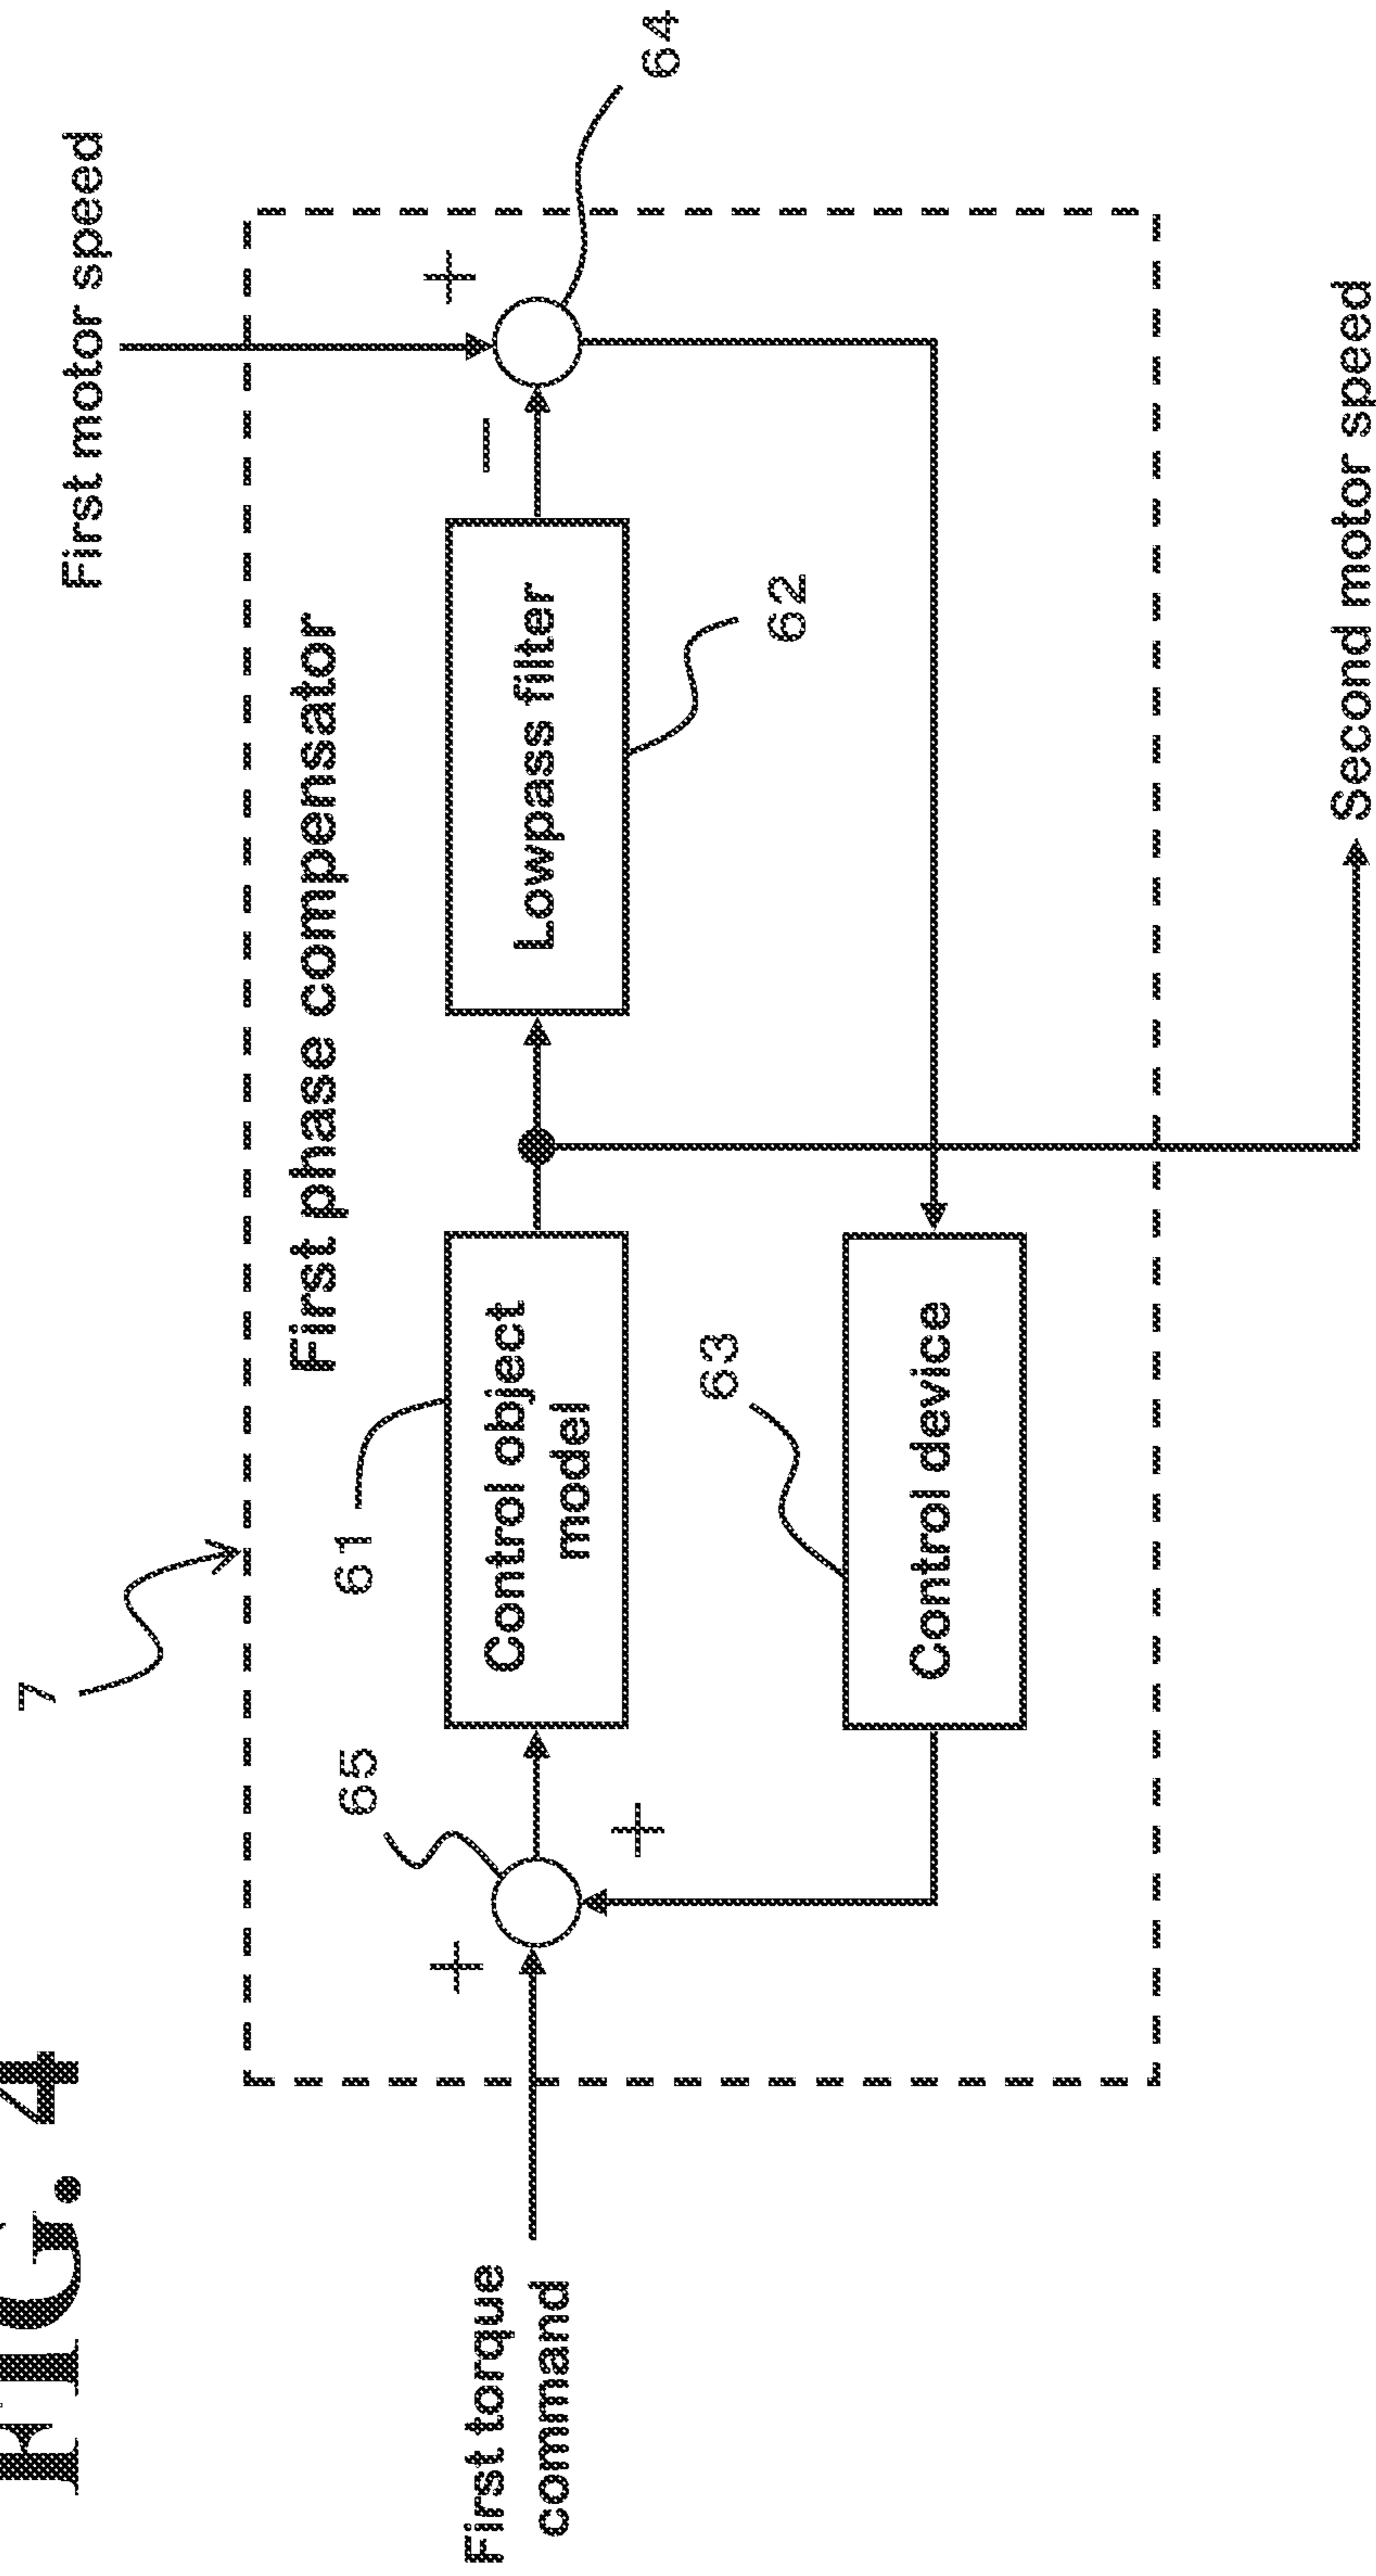 FIG. 4
7
First motor speed
First phase compensator
65
61
64
+
+
First torque
command
Control object
model
Lowpass filter
−
+
63
62
Control device
Second motor speed